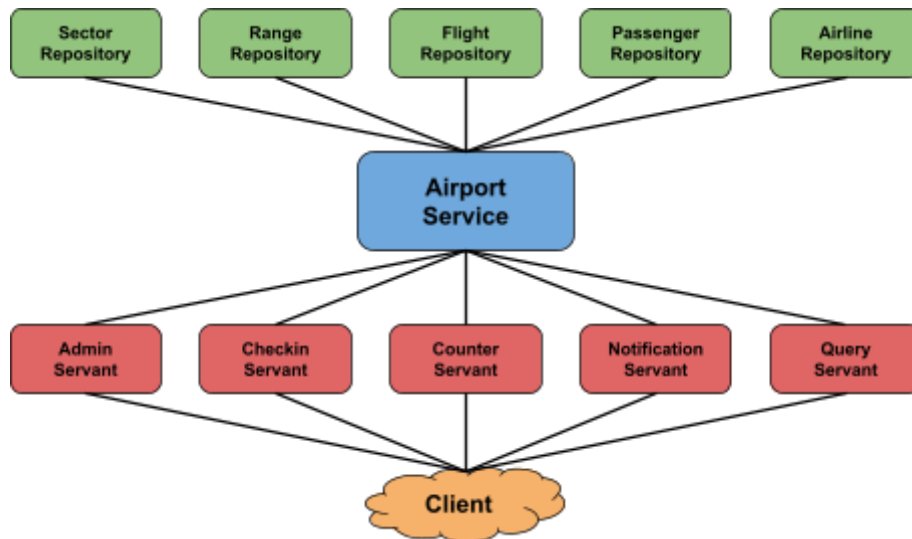 Sector
Repository
Range
Repository
Flight
Repository
Passenger
Repository
Airline
Repository
Airport
Service
Admin
Servant
Checkin
Servant
Counter
Servant
Notification
Servant
Query
Servant
Client